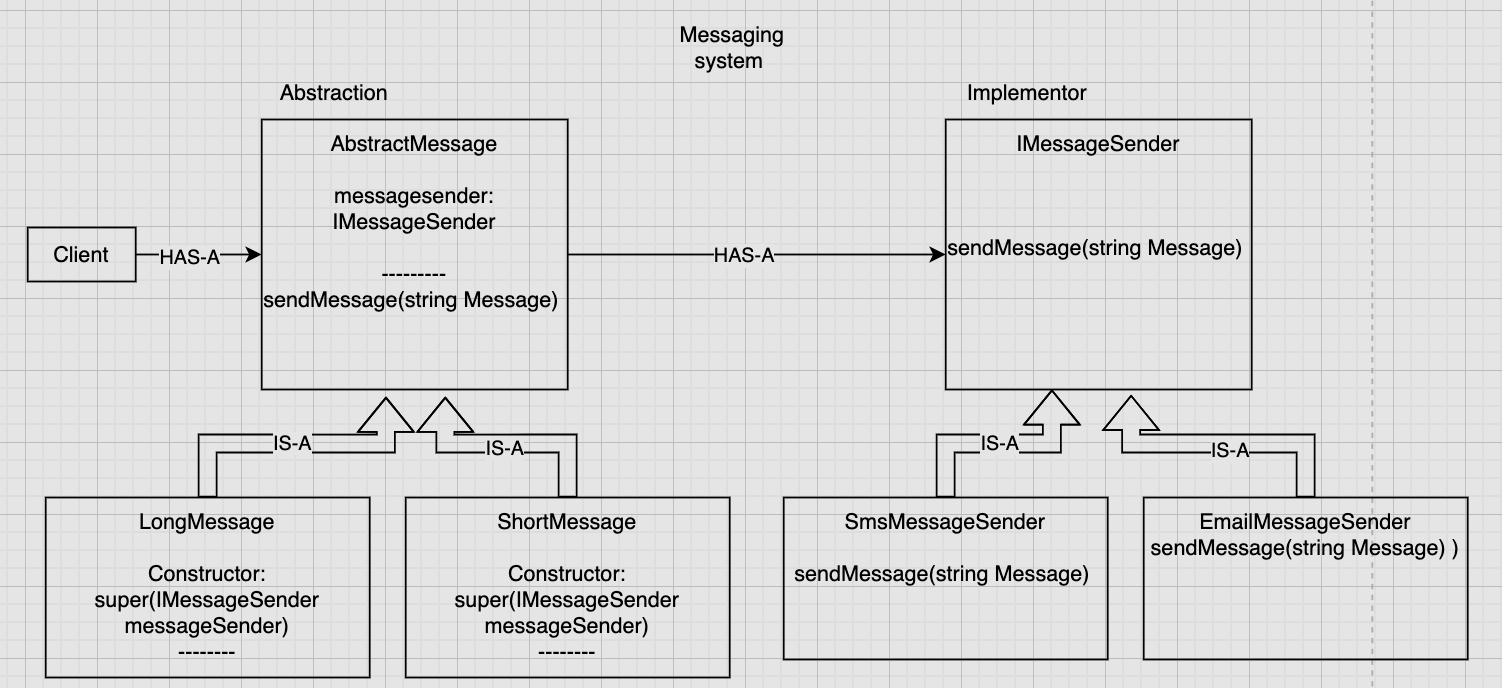 Messaging
system
Abstraction
Implementor
AbstractMessage
messagesender:
IMessageSender
---------
sendMessage(string Message)
IMessageSender
sendMessage(string Message)
Client
HAS-A
HAS-A
IS-A
IS-A
IS-A
IS-A
LongMessage
Constructor:
super(IMessageSender
messageSender)
--------
ShortMessage
Constructor:
super(IMessageSender
messageSender)
--------
SmsMessageSender
sendMessage(string Message)
EmailMessageSender
sendMessage(string Message) )